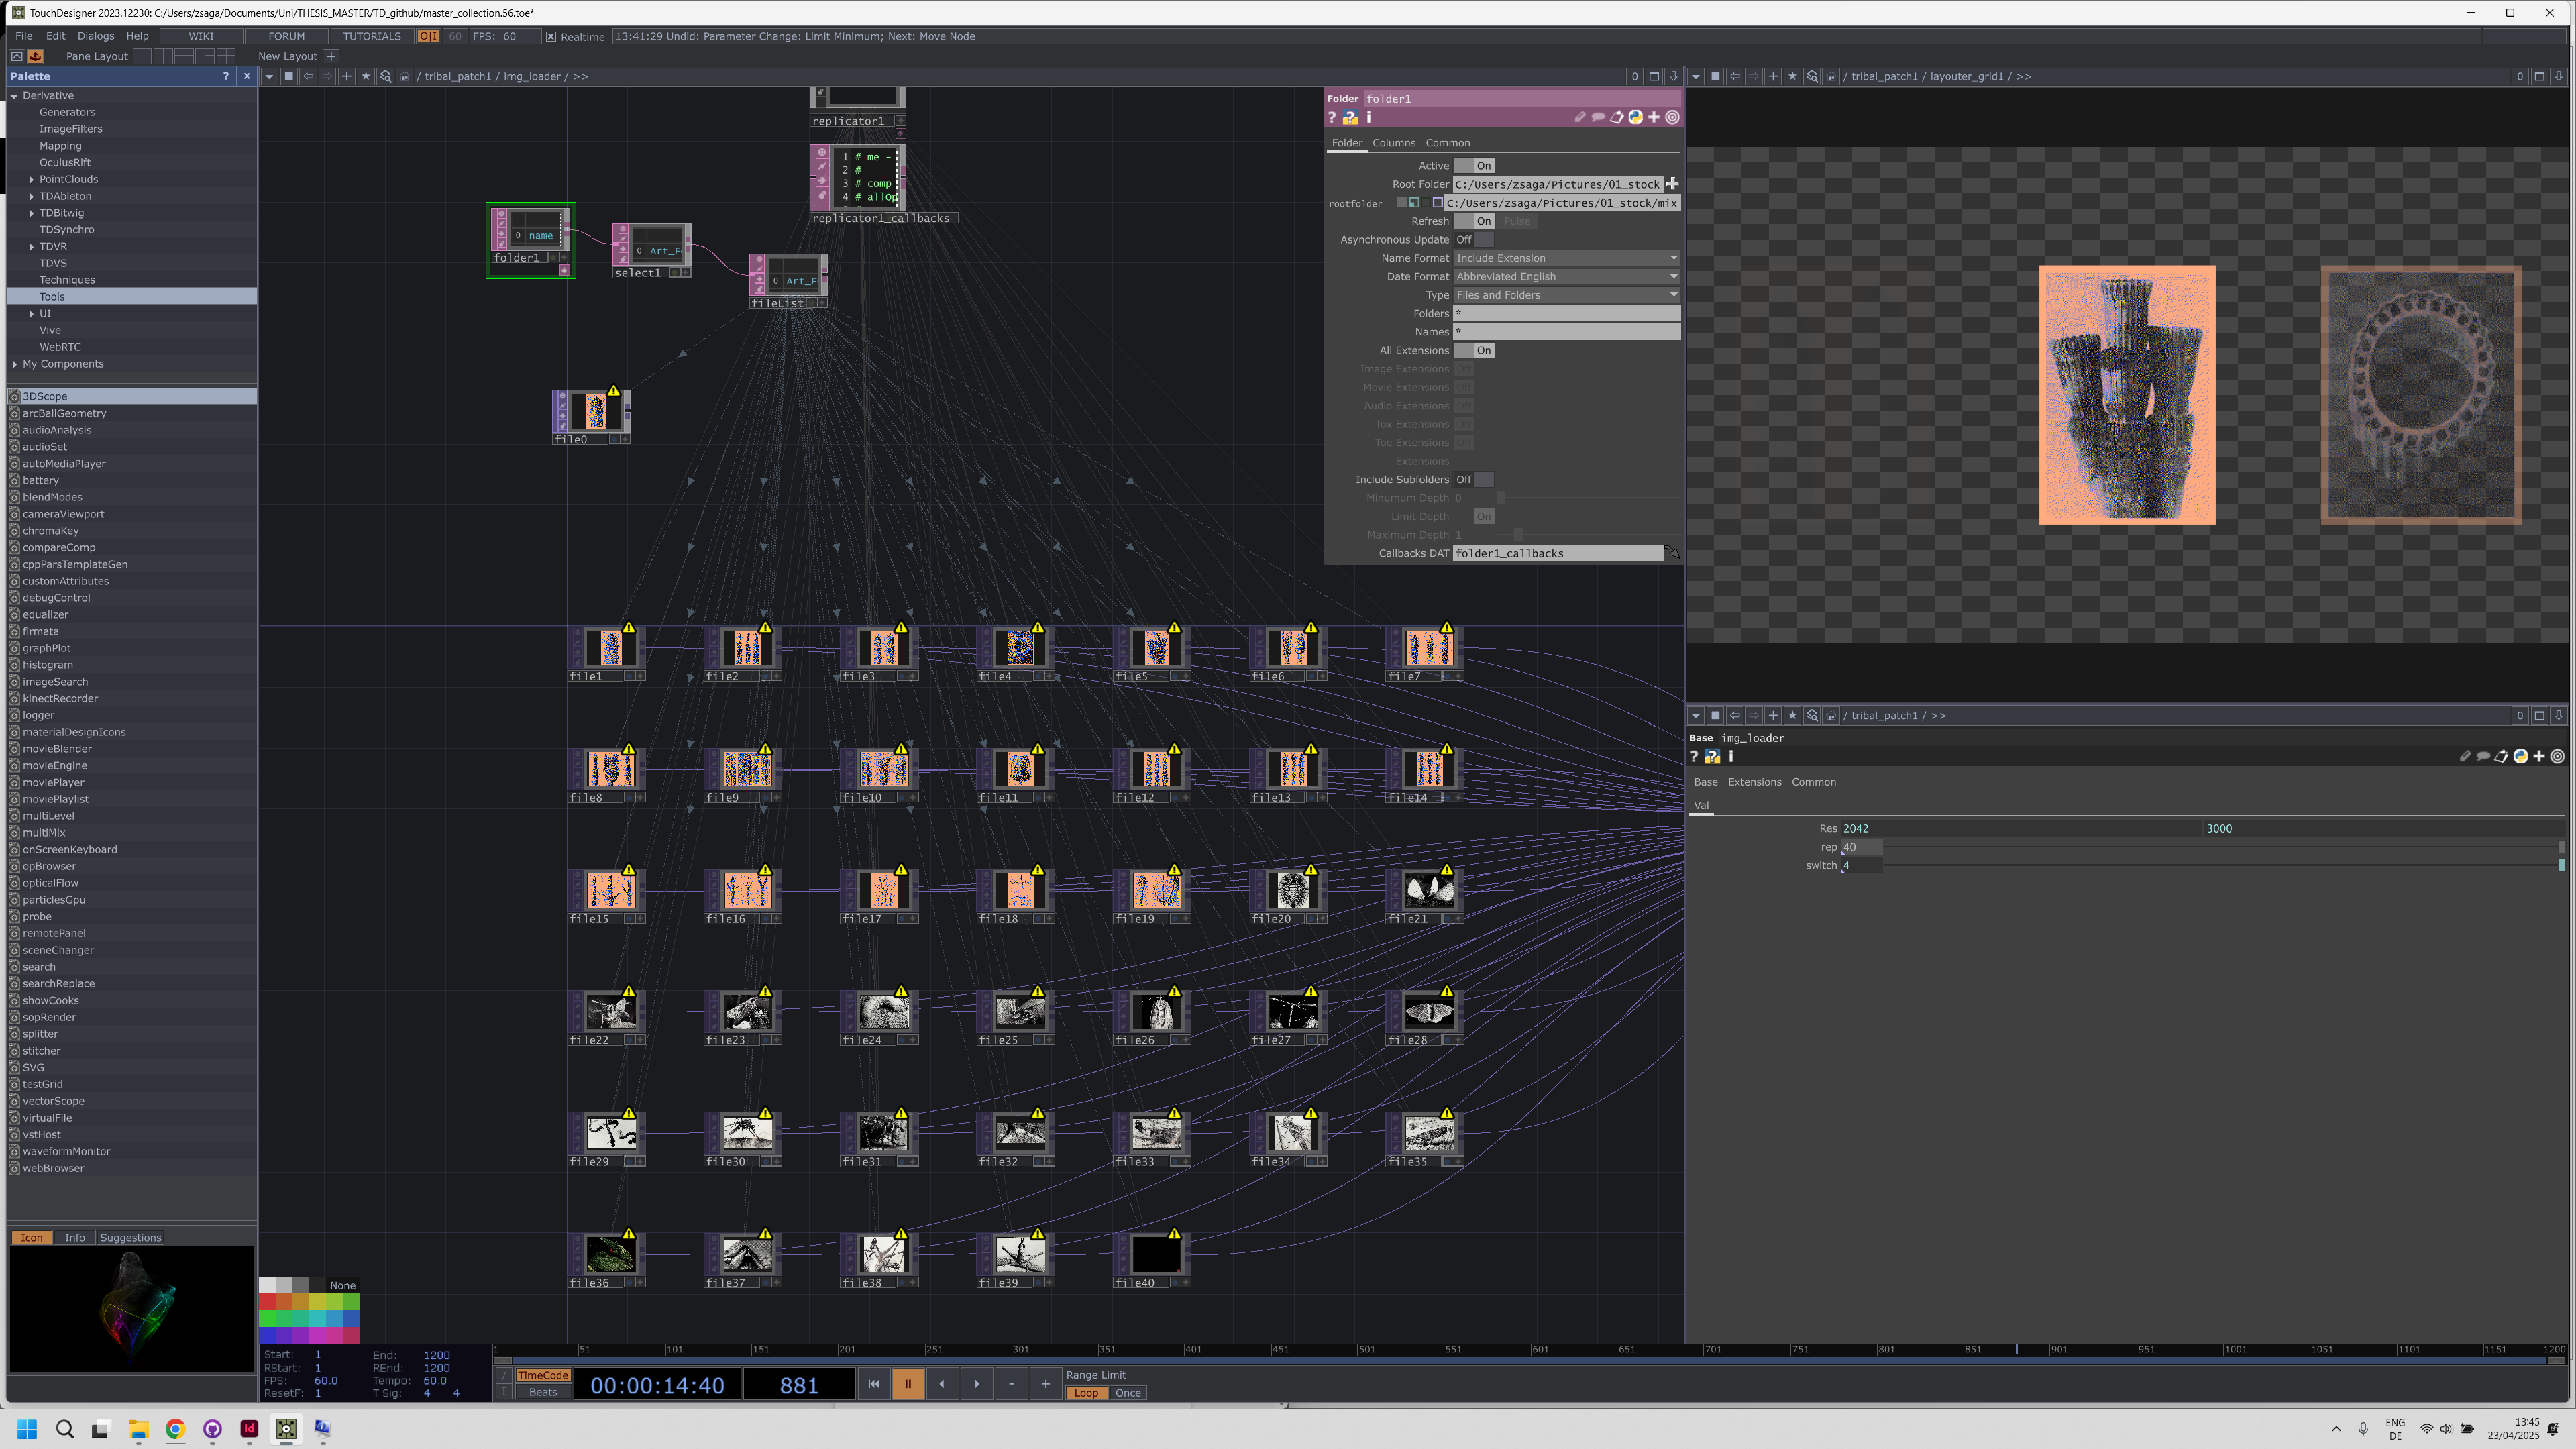 TouchDesigner 2023.12230: C:/Users/zsaga/Documents/Uni/THESIS_MASTER/TD_github/master_collection.56.toe*
File Edit Dialogs Help WIKI FORUM TUTORIALS O|I 60 FPS: 60 Realtime 13:41:29 Undid: Parameter Change: Limit Minimum; Next: Move Node
Pane Layout New Layout +
Palette ? x
Derivative
Generators
ImageFilters
Mapping
OculusRift
PointClouds
TDAbleton
TDBitwig
TDSynchro
TDVR
TDVS
Techniques
Tools
UI
Vive
WebRTC
My Components
3DScope
arcBallGeometry
audioAnalysis
audioSet
autoMediaPlayer
battery
blendModes
cameraViewport
chromaKey
compareComp
cppParsTemplateGen
customAttributes
debugControl
equalizer
firmata
graphPlot
histogram
imageSearch
kinectRecorder
logger
materialDesignIcons
movieBlender
movieEngine
moviePlayer
moviePlaylist
multiLevel
multiMix
onScreenKeyboard
opBrowser
opticalFlow
particlesGpu
probe
remotePanel
sceneChanger
search
searchReplace
showCooks
sopRender
splitter
stitcher
SVG
testGrid
vectorScope
virtualFile
vstHost
waveformMonitor
webBrowser
Icon Info Suggestions
/ tribal_patch1 / img_loader / >> 0
replicator1
1 # me -
2 #
3 # comp
4 # allop
replicator1_callbacks
0 name
folder1
0 Art_F
select1
0 Art_F
fileList
file0
file1 file2 file3 file4 file5 file6 file7
file8 file9 file10 file11 file12 file13 file14
file15 file16 file17 file18 file19 file20 file21
file22 file23 file24 file25 file26 file27 file28
file29 file30 file31 file32 file33 file34 file35
file36 file37 file38 file39 file40
None
Folder folder1
? ? i
Folder Columns Common
Active On
Root Folder C:/Users/zsaga/Pictures/01_stock
rootfolder C:/Users/zsaga/Pictures/01_stock/mix
Refresh On Pulse
Asynchronous Update Off
Name Format Include Extension
Date Format Abbreviated English
Type Files and Folders
Folders *
Names *
All Extensions On
Image Extensions Off
Movie Extensions Off
Audio Extensions Off
Tox Extensions Off
Toe Extensions Off
Extensions
Include Subfolders Off
Minimum Depth 0
Limit Depth On
Maximum Depth 1
Callbacks DAT folder1_callbacks
/ tribal_patch1 / layouter_grid1 / >> 0
/ tribal_patch1 / >> 0
Base img_loader
? ? i
Base Extensions Common
Val
Res 2042 3000
rep 40
switch 4
Start: 1 End: 1200
RStart: 1 REnd: 1200
FPS: 60.0 Tempo: 60.0
ResetF: 1 T Sig: 4 4
1 51 101 151 201 251 301 351 401 451 501 551 601 651 701 751 801 851 901 951 1001 1051 1101 1151 1200
TimeCode
Beats
00:00:14:40 881
- +
Range Limit
Loop Once
ENG
DE
13:45
23/04/2025